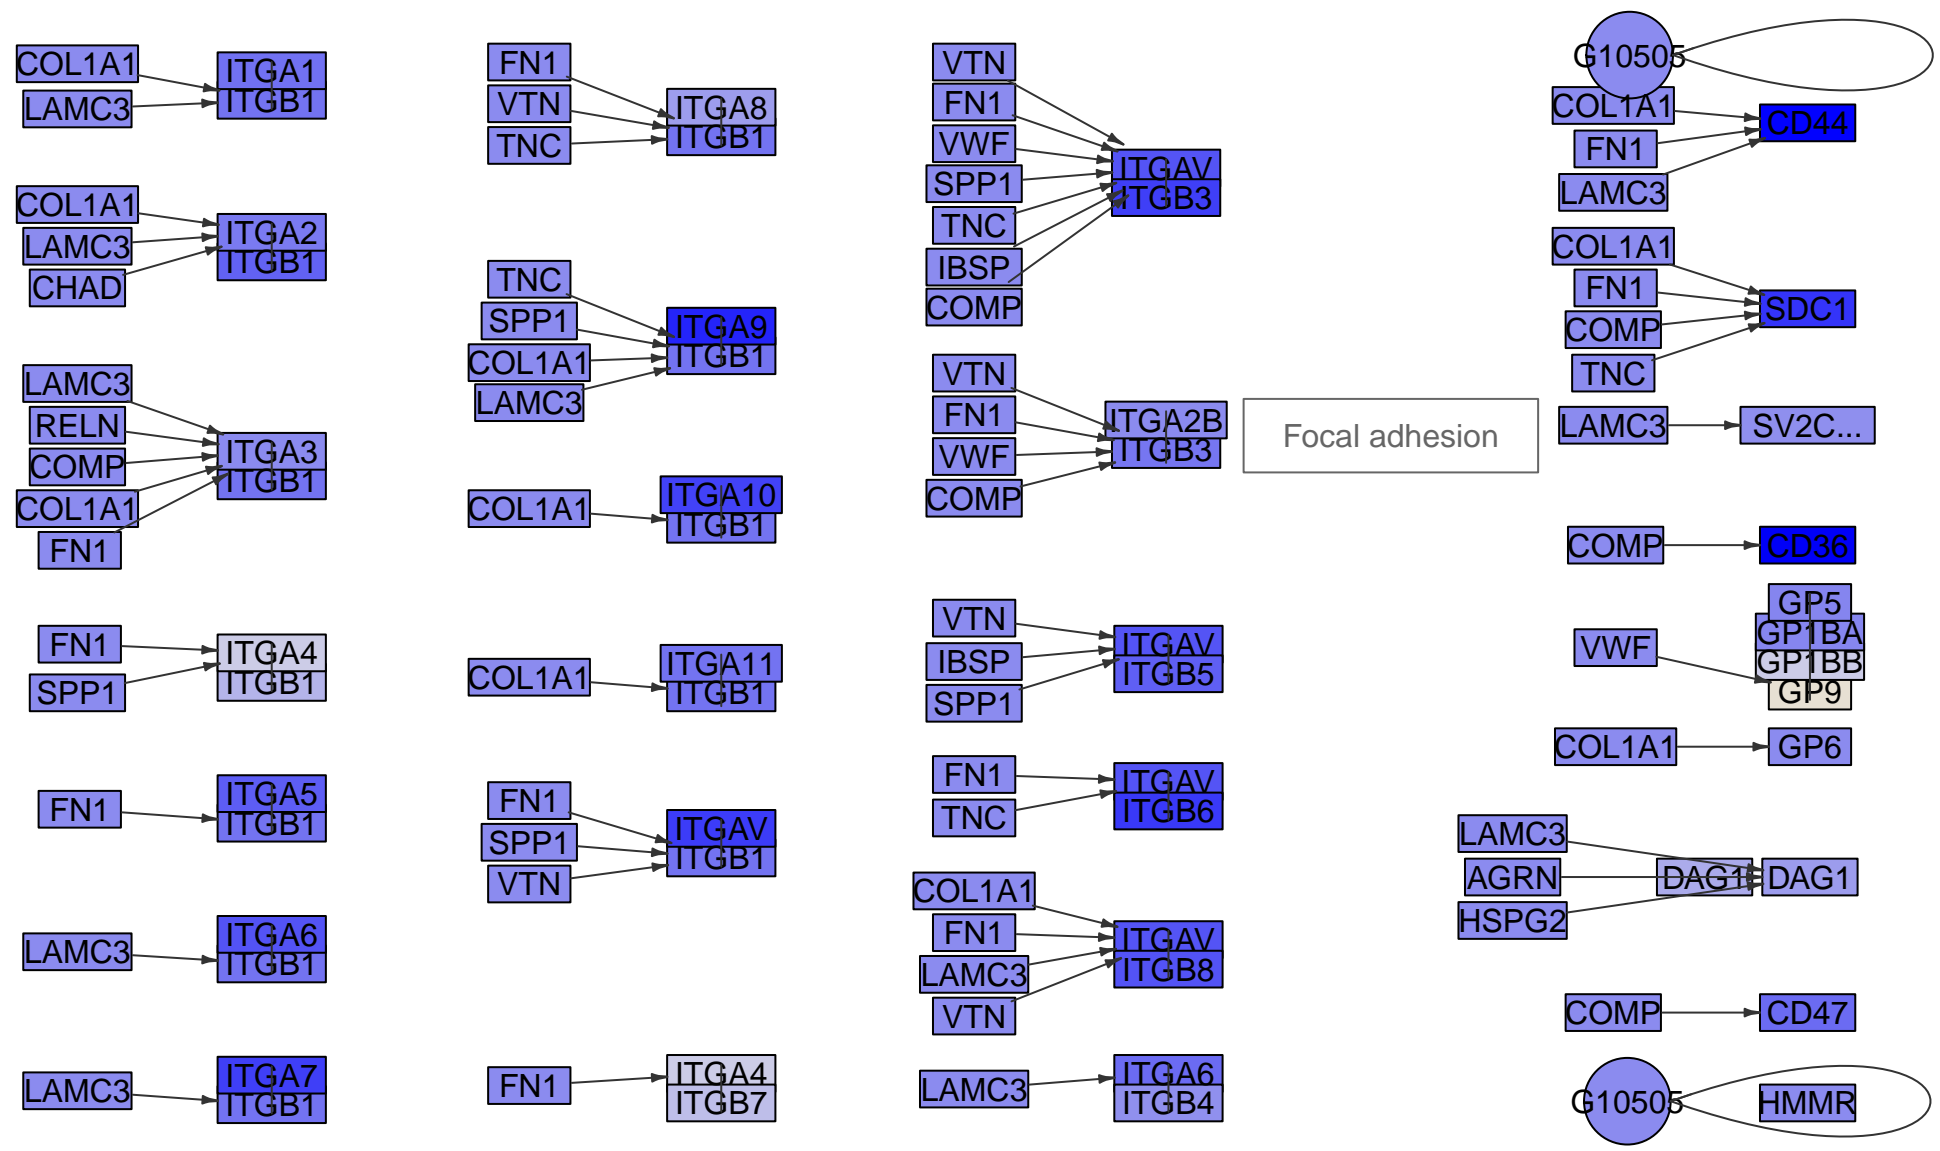 COL1A1
LAMC3
ITGA1
ITGB1
COL1A1
LAMC3
CHAD
ITGA2
ITGB1
LAMC3
RELN
COMP
COL1A1
FN1
ITGA3
ITGB1
FN1
SPP1
ITGA4
ITGB1
FN1
ITGA5
ITGB1
LAMC3
ITGA6
ITGB1
LAMC3
ITGA7
ITGB1
FN1
VTN
TNC
ITGA8
ITGB1
TNC
SPP1
COL1A1
LAMC3
ITGA9
ITGB1
COL1A1
ITGA10
ITGB1
COL1A1
ITGA11
ITGB1
FN1
SPP1
VTN
ITGAV
ITGB1
FN1
ITGA4
ITGB7
VTN
FN1
VWF
SPP1
TNC
IBSP
COMP
ITGAV
ITGB3
VTN
FN1
VWF
COMP
ITGA2B
ITGB3
Focal adhesion
VTN
IBSP
SPP1
ITGAV
ITGB5
FN1
TNC
ITGAV
ITGB6
COL1A1
FN1
LAMC3
VTN
ITGAV
ITGB8
LAMC3
ITGA6
ITGB4
G10505
COL1A1
FN1
LAMC3
CD44
COL1A1
FN1
COMP
TNC
SDC1
LAMC3
SV2C...
COMP
CD36
VWF
GP5
GP1BA
GP1BB
GP9
COL1A1
GP6
LAMC3
AGRN
HSPG2
DAG1
DAG1
COMP
CD47
G10505
HMMR